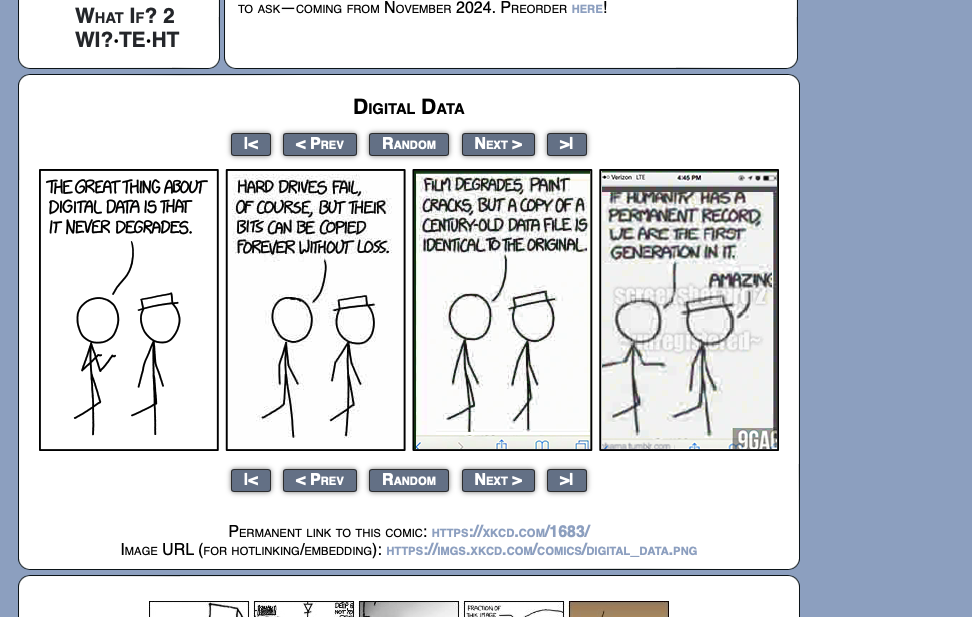 What If? 2
WI?·TE·HT
to ask—coming from November 2024. Preorder here!
Digital Data
|<
< Prev
Random
Next >
>|
THE GREAT THING ABOUT
DIGITAL DATA IS THAT
IT NEVER DEGRADES.
HARD DRIVES FAIL,
OF COURSE, BUT THEIR
BITS CAN BE COPIED
FOREVER WITHOUT LOSS.
FILM DEGRADES, PAINT
CRACKS, BUT A COPY OF A
CENTURY-OLD DATA FILE IS
IDENTICAL TO THE ORIGINAL.
Verizon LTE 4:45 PM
IF HUMANITY HAS A
PERMANENT RECORD,
WE ARE THE FIRST
GENERATION IN IT.
AMAZING
9GAG
|<
< Prev
Random
Next >
>|
Permanent link to this comic: https://xkcd.com/1683/
Image URL (for hotlinking/embedding): https://imgs.xkcd.com/comics/digital_data.png
FRACTION OF
THIS IMAGE